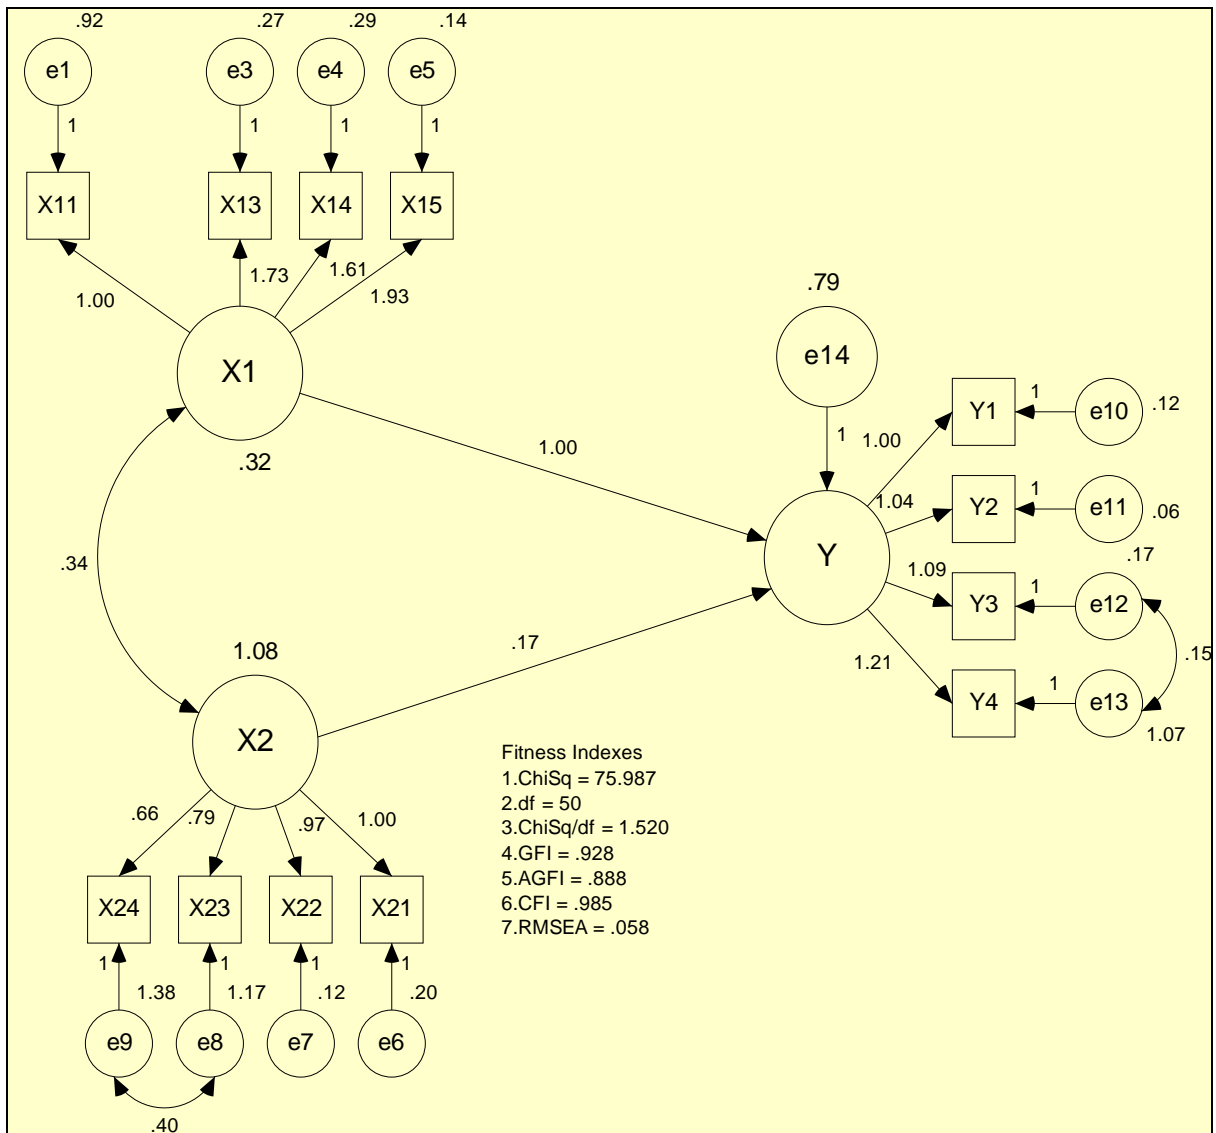 .92 .27 .29 .14
e1 e3 e4 e5
1 1 1 1
X11 X13 X14 X15
1.00 1.73 1.61 1.93
X1
.32
.79
e14
1
1.00
.34
1.00 Y1 1 e10 .12
1.04 Y2 1 e11 .06
Y
1.09 Y3 1 e12 .17
.15
1.21 Y4 1 e13 1.07
.17
1.08
X2
.66 .79 .97 1.00
X24 X23 X22 X21
1 1 1 1
1.38 1.17 .12 .20
e9 e8 e7 e6
.40
Fitness Indexes
1.ChiSq = 75.987
2.df = 50
3.ChiSq/df = 1.520
4.GFI = .928
5.AGFI = .888
6.CFI = .985
7.RMSEA = .058